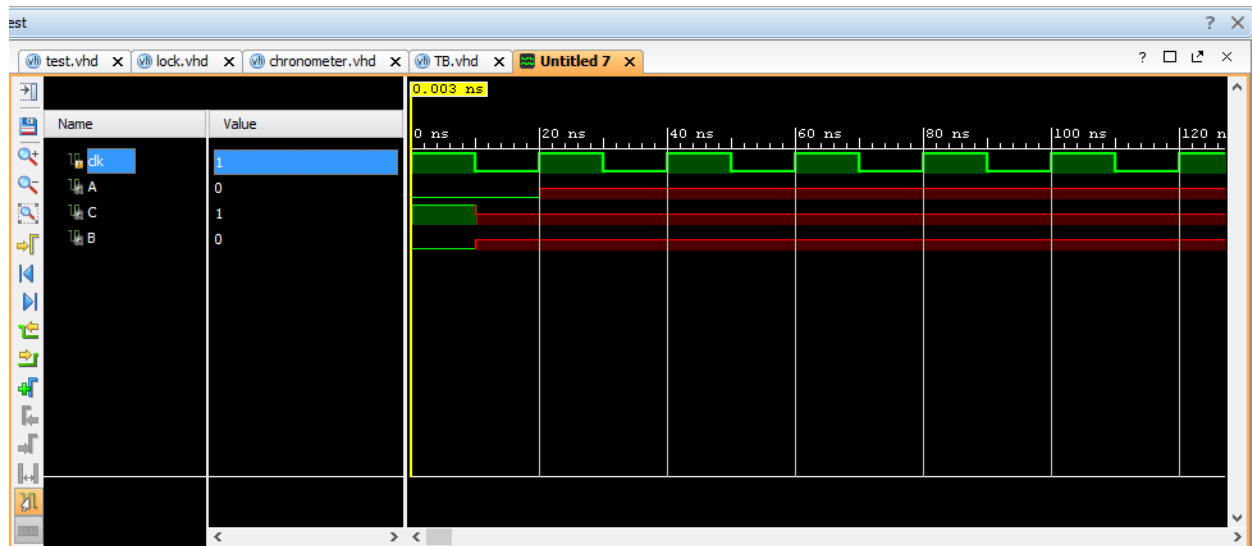 est ? X
test.vhd X lock.vhd X chronometer.vhd X TB.vhd X Untitled 7 X ?
0.003 ns
Name Value
0 ns 20 ns 40 ns 60 ns 80 ns 100 ns 120 n
clk 1
A 0
C 1
B 0